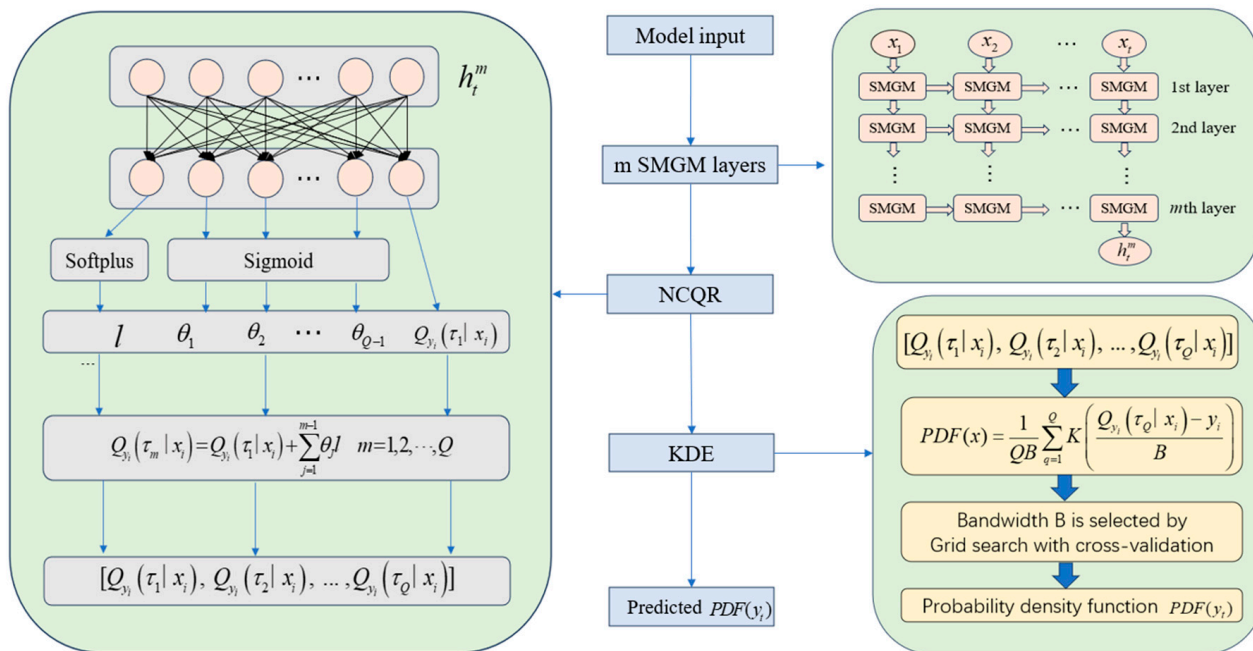 h_t^m
Softplus
Sigmoid
l θ_1 θ_2 ⋯ θ_{Q-1} Q_{y_i}(τ_1| x_i)
...
Q_{y_i}(τ_m | x_i)=Q_{y_i}(τ_1| x_i)+∑_{j=1}^{m-1}θ_j l m=1,2,⋯,Q
[Q_{y_i}(τ_1| x_i), Q_{y_i}(τ_2| x_i), ...,Q_{y_i}(τ_Q| x_i)]
Model input
m SMGM layers
NCQR
KDE
Predicted PDF(y_t)
x_1 x_2 ⋯ x_t
SMGM SMGM ⋯ SMGM 1st layer
SMGM SMGM ⋯ SMGM 2nd layer
⋮ ⋮ ⋮
SMGM SMGM ⋯ SMGM mth layer
h_t^m
[Q_{y_i}(τ_1| x_i), Q_{y_i}(τ_2| x_i), ...,Q_{y_i}(τ_Q| x_i)]
PDF(x)=\frac{1}{QB}∑_{q=1}^{Q}K(\frac{Q_{y_i}(τ_Q| x_i)-y_i}{B})
Bandwidth B is selected by
Grid search with cross-validation
Probability density function PDF(y_t)